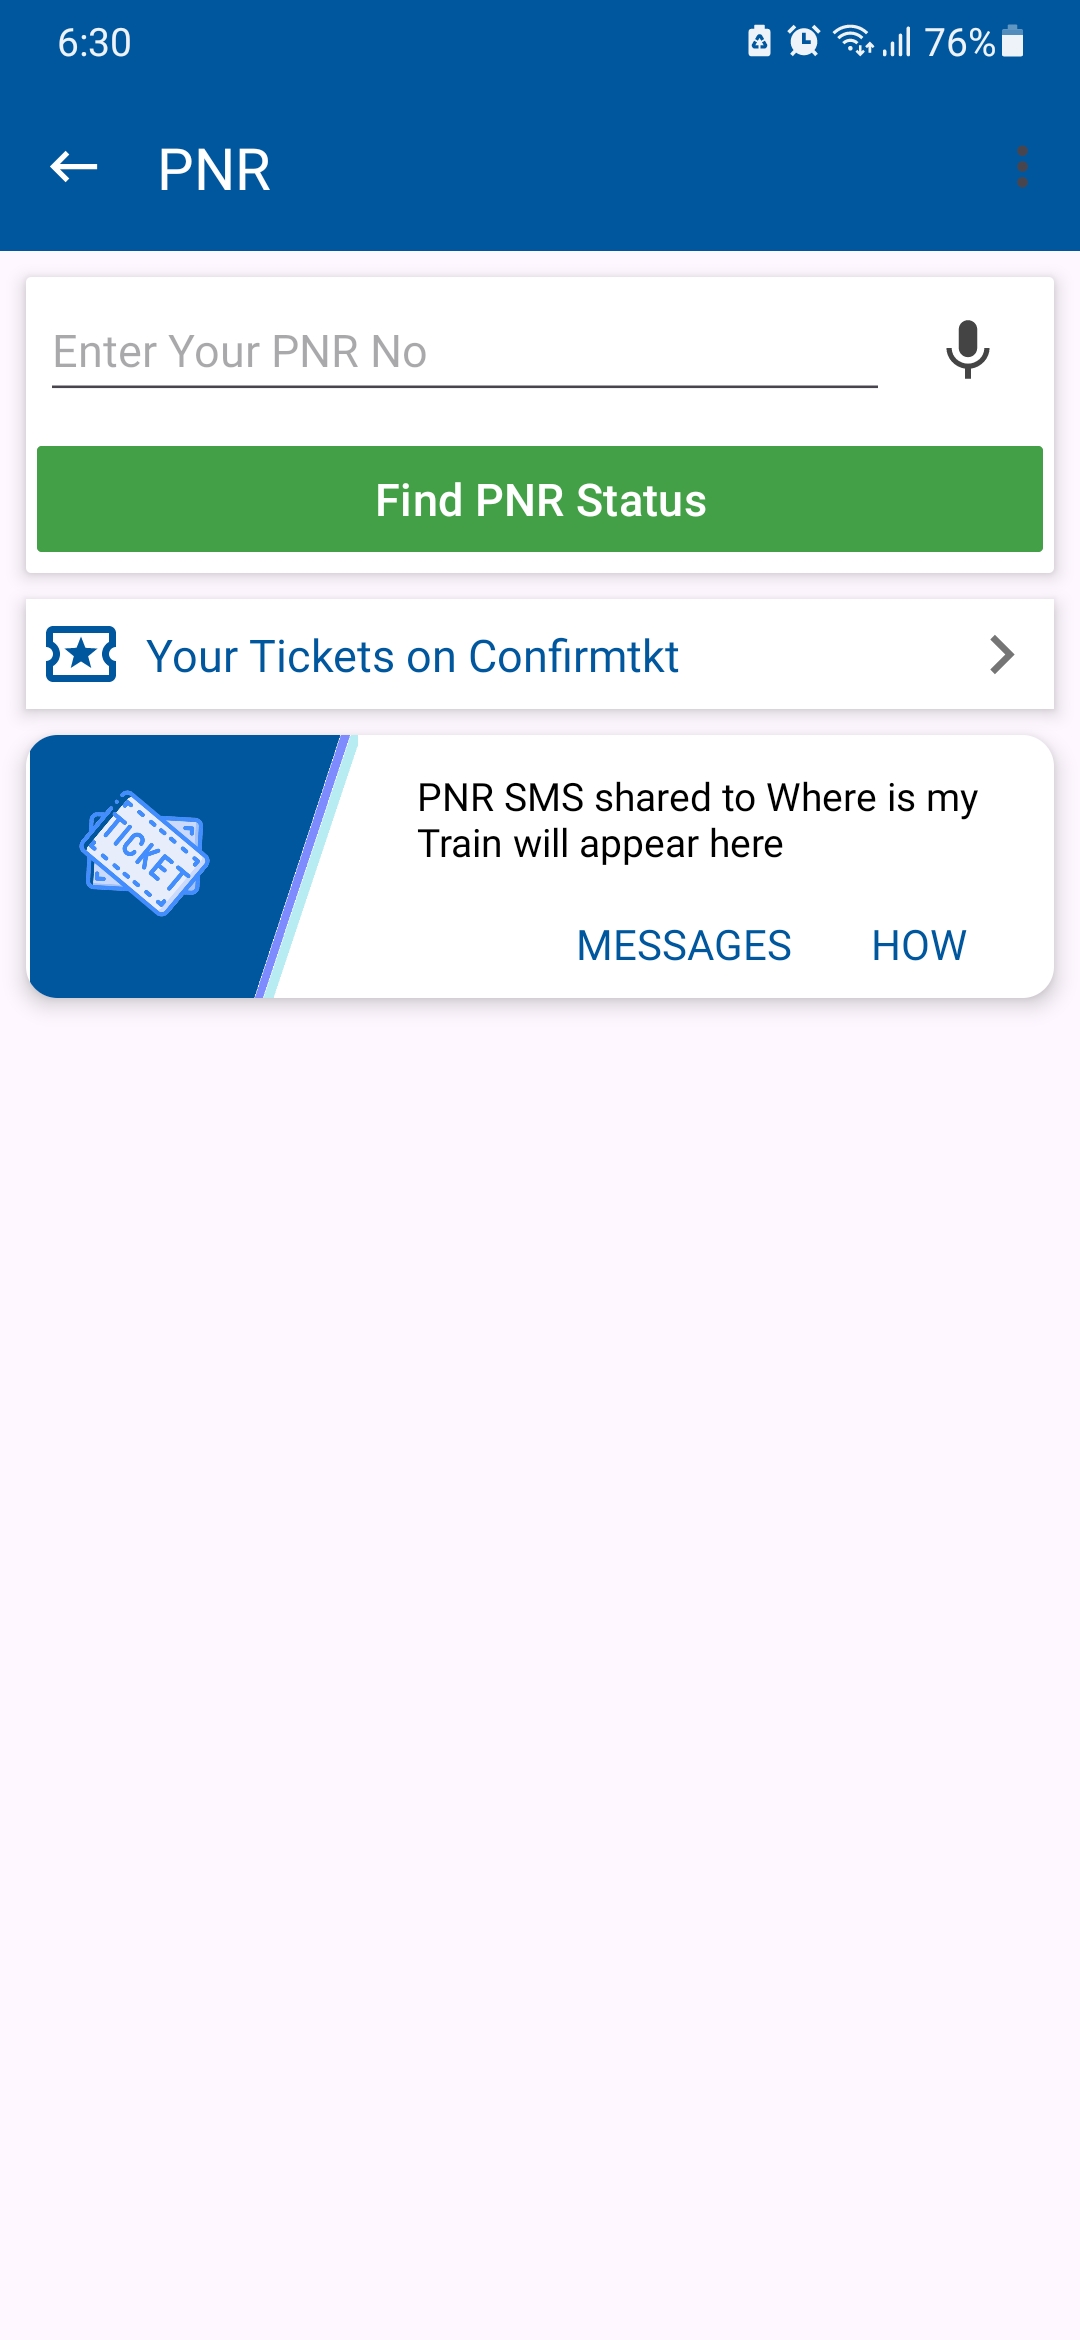 6:30
76%
PNR
Enter Your PNR No
Find PNR Status
Your Tickets on Confirmtkt
TICKET
PNR SMS shared to Where is my
Train will appear here
MESSAGES HOW